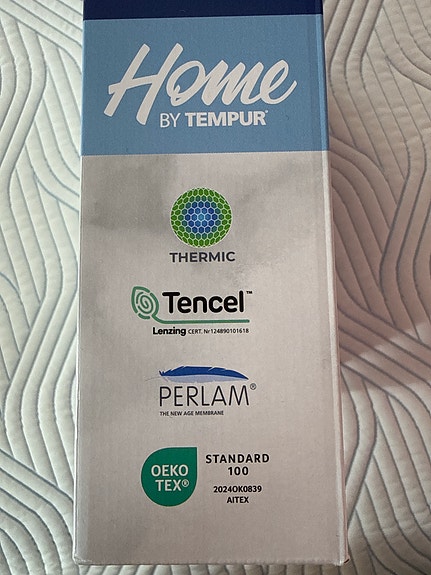 Home
BY TEMPUR®
THERMIC
Tencel™
Lenzing CERT. Nr124890101618
PERLAM®
THE NEW AGE MEMBRANE
OEKO
TEX®
STANDARD
100
2024OK0839
AITEX